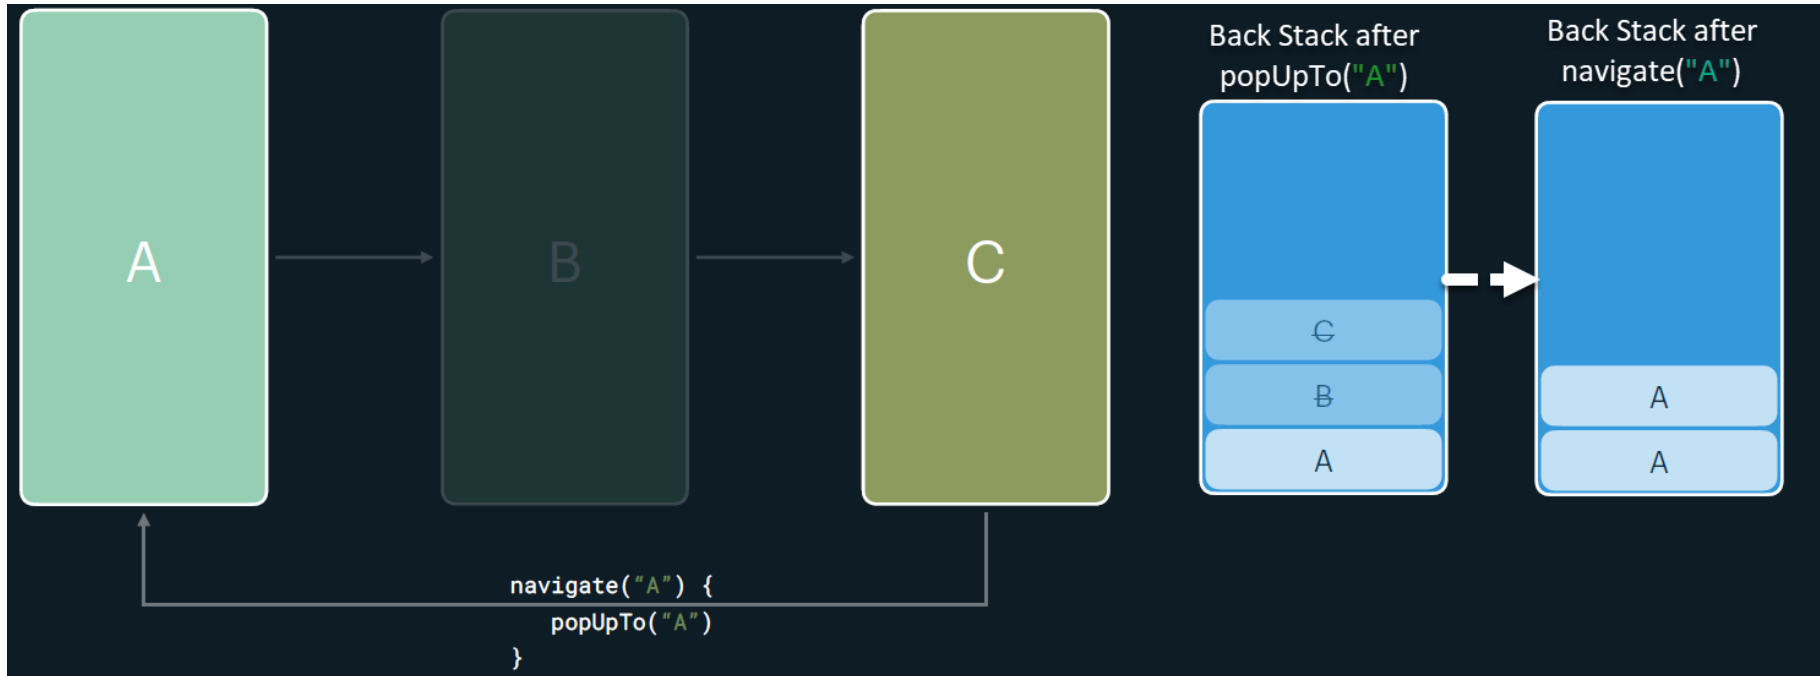 A
B
C
navigate(“A”) {
popUpTo(“A”)
}
Back Stack after
popUpTo("A")
C
B
A
Back Stack after
navigate("A")
A
A